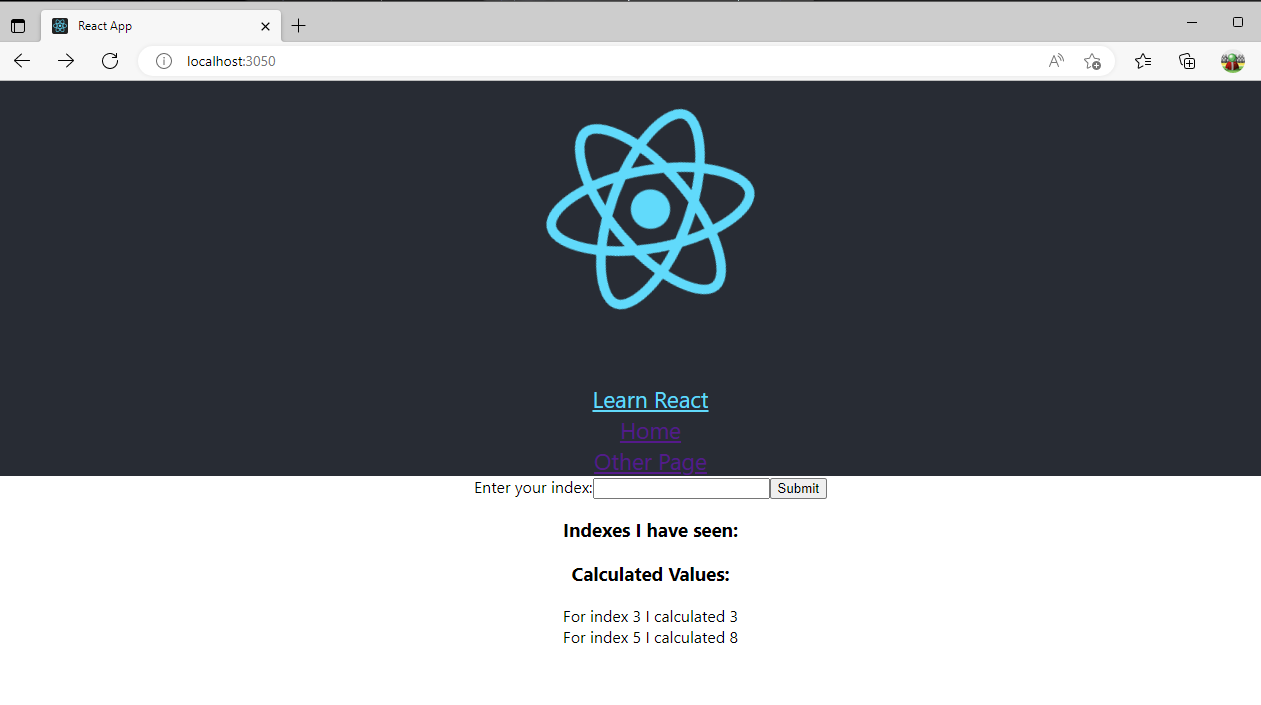 React App
localhost:3050
Learn React
Home
Other Page
Enter your index: Submit
Indexes I have seen:
Calculated Values:
For index 3 I calculated 3
For index 5 I calculated 8